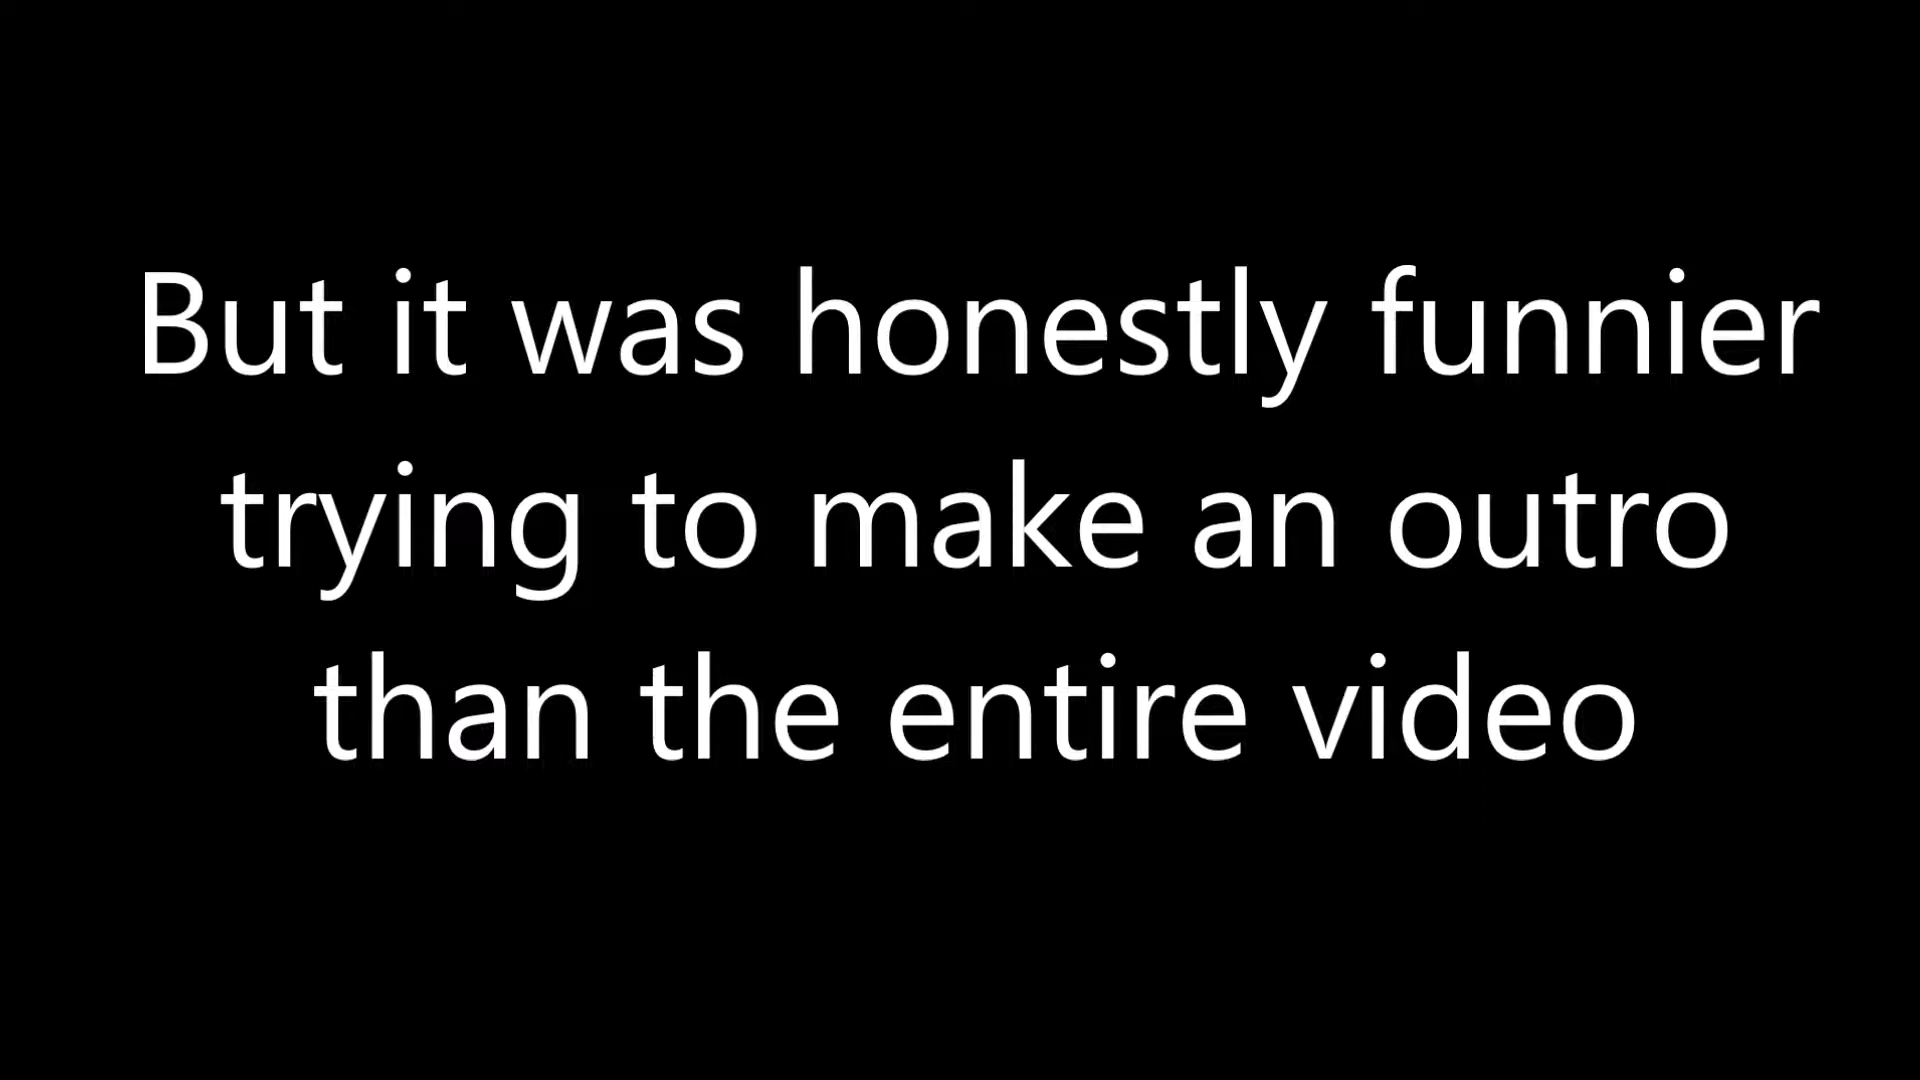 But it was honestly funnier
trying to make an outro
than the entire video